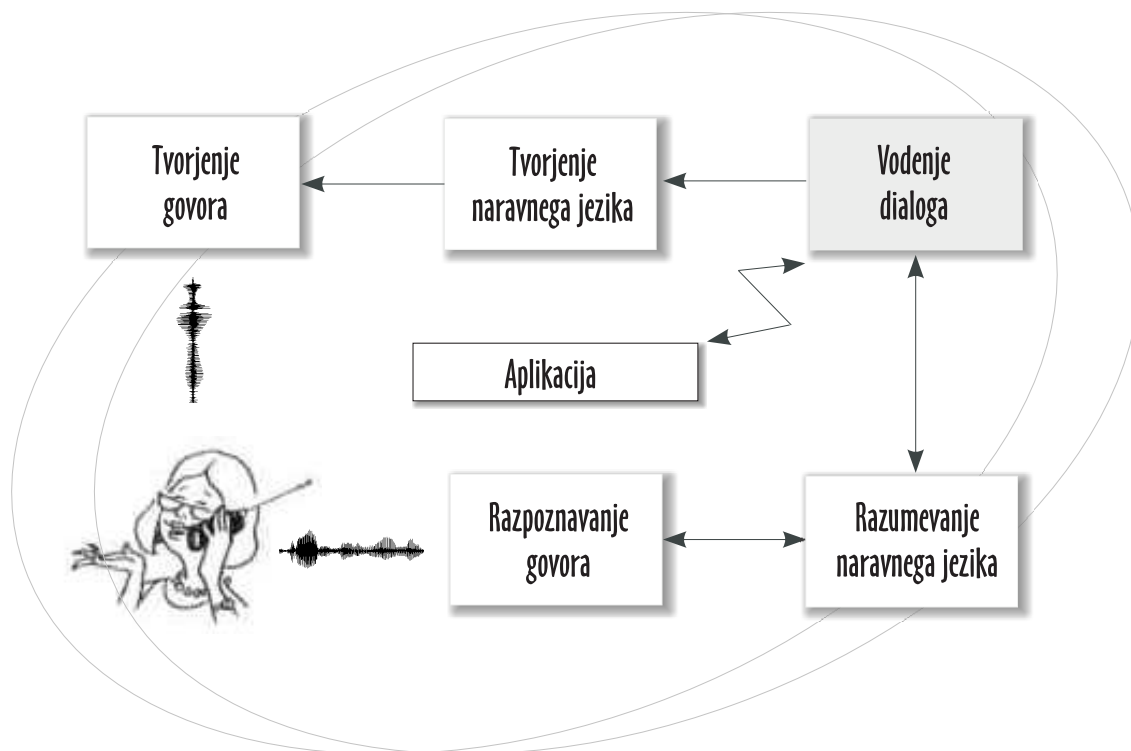 Tvorjenje
govora
Tvorjenje
naravnega jezika
Vodenje
dialoga
Aplikacija
Razpoznavanje
govora
Razumevanje
naravnega jezika